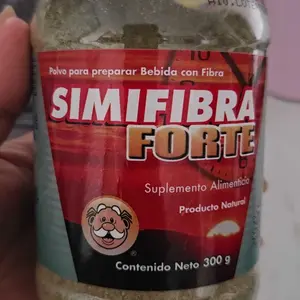 Polvo para preparar Bebida con Fibra
SIMIFIBRA
FORTE
Suplemento Alimenticio
Producto Natural
Contenido Neto 300 g